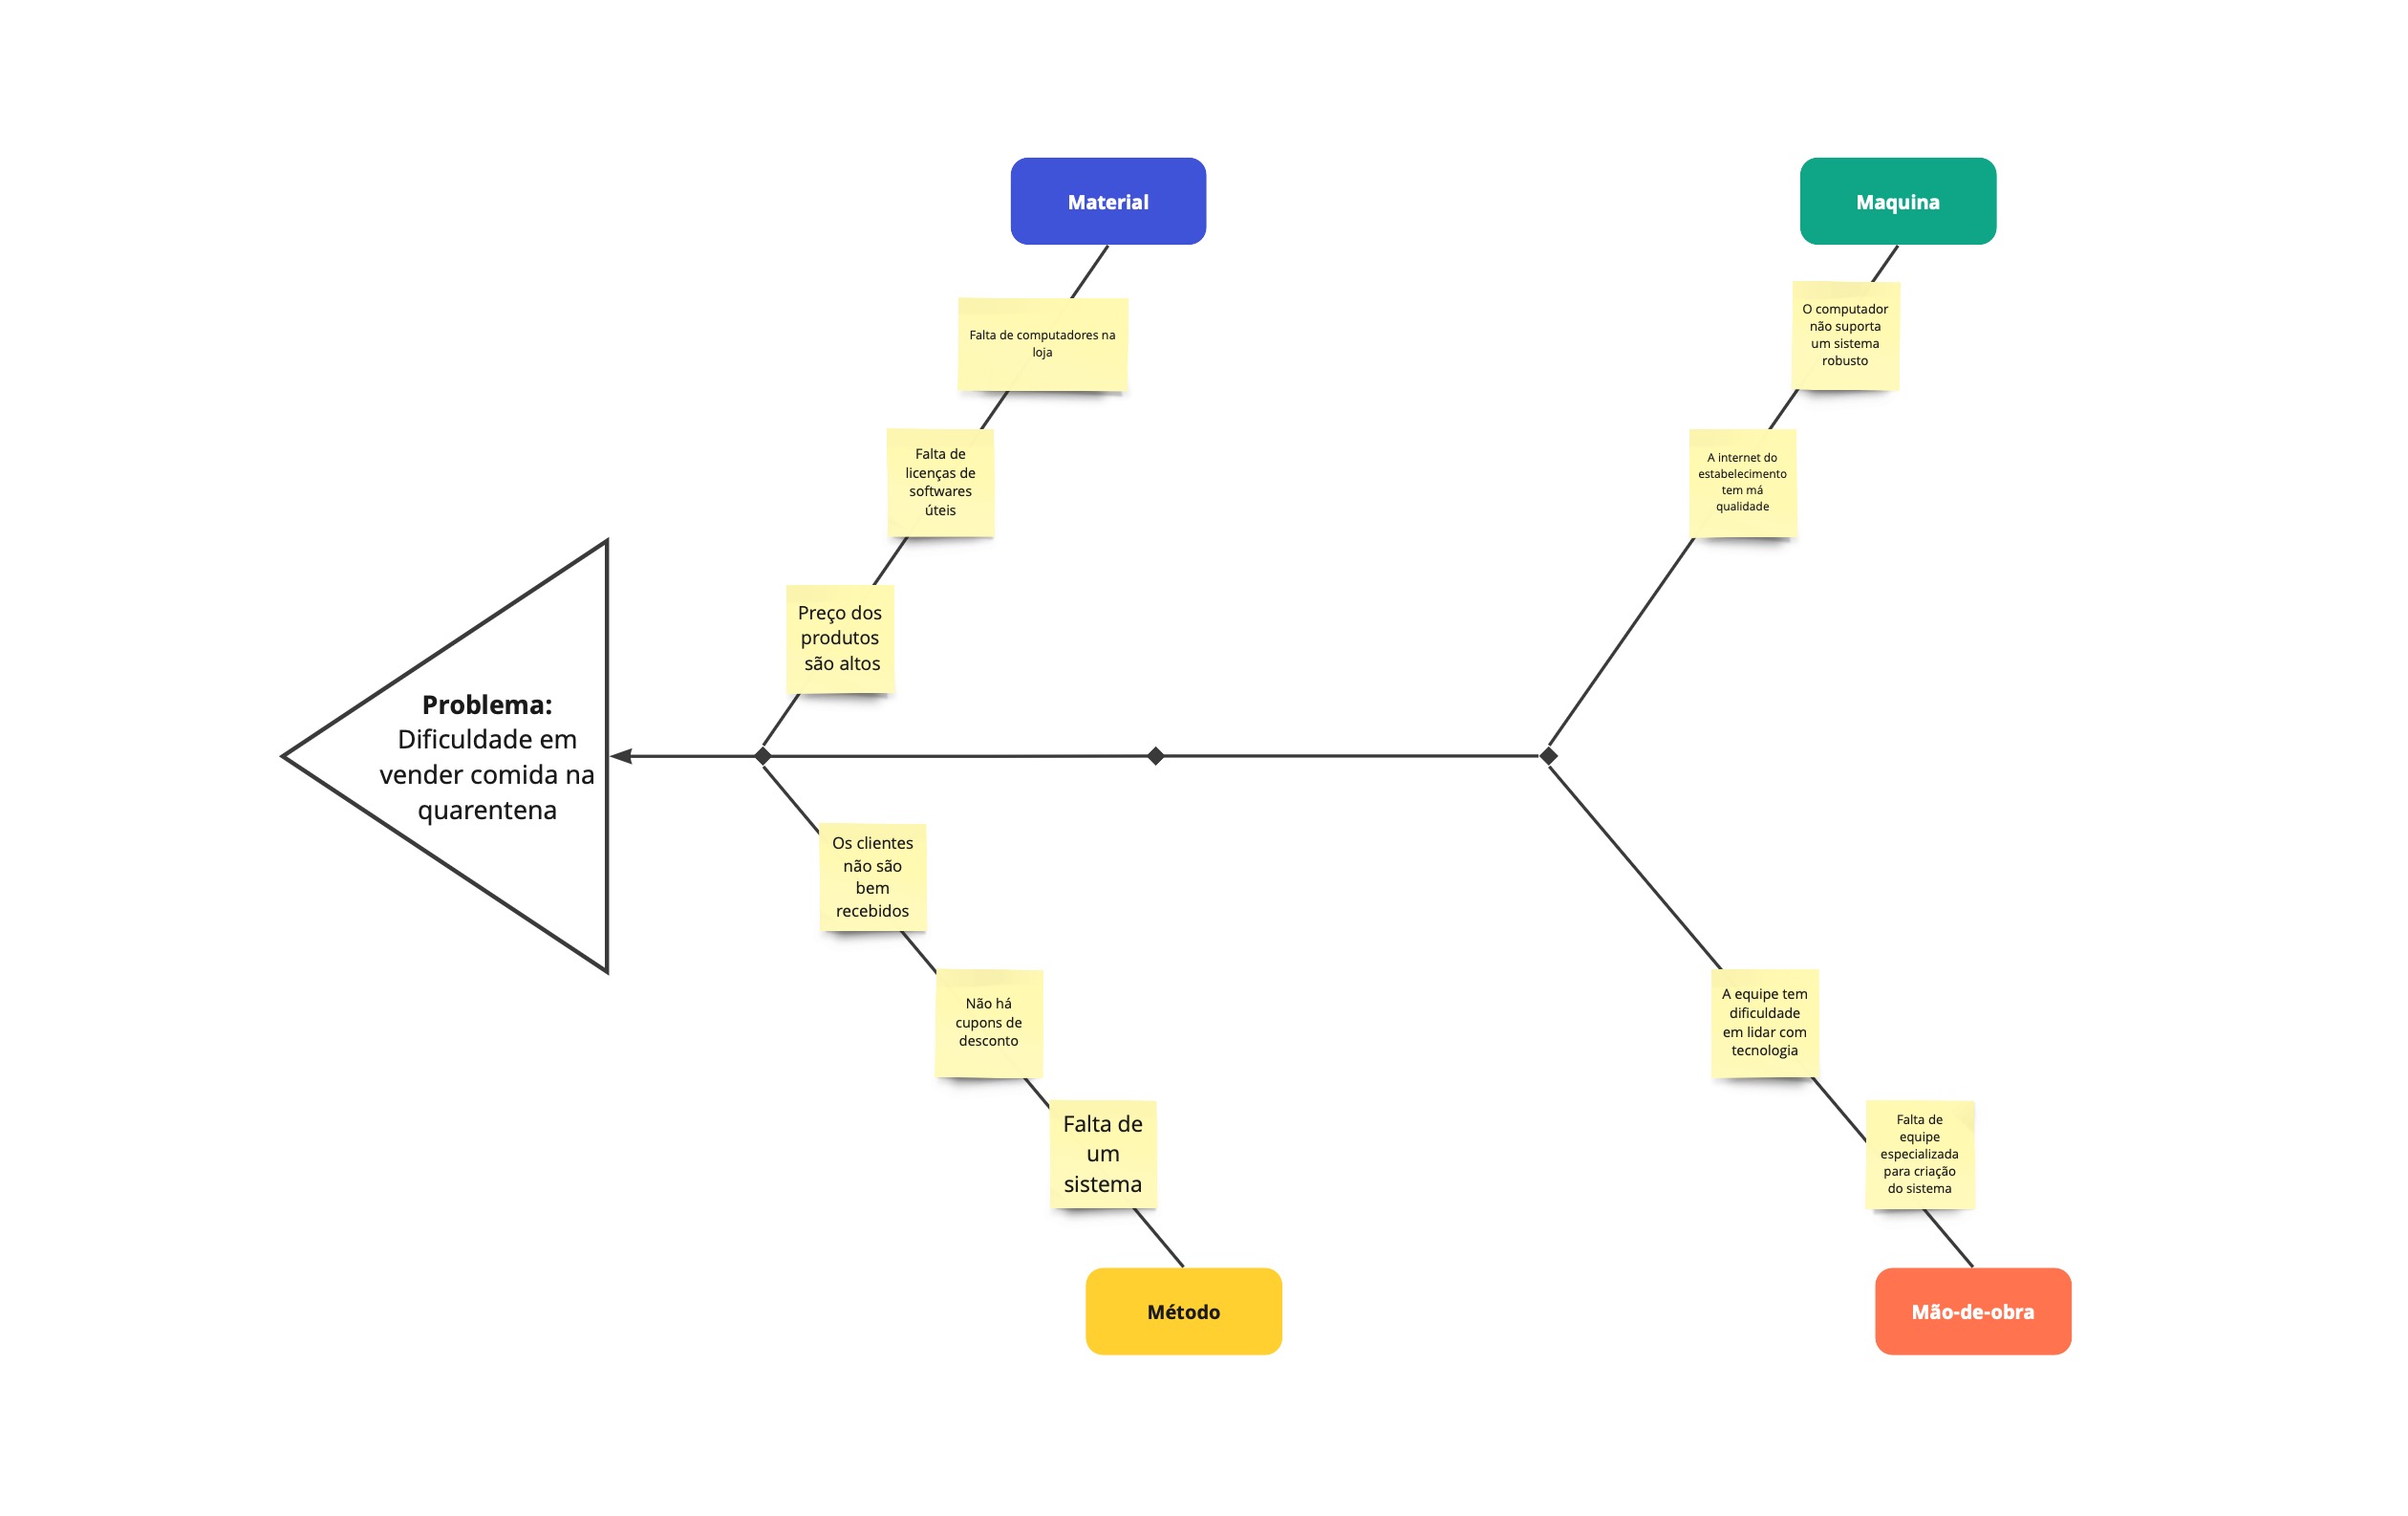 Material
Maquina
Falta de computadores na
loja
O computador
não suporta
um sistema
robusto
Falta de
licenças de
softwares
úteis
A internet do
estabelecimento
tem má
qualidade
Preço dos
produtos
são altos
Problema:
Dificuldade em
vender comida na
quarentena
Os clientes
não são
bem
recebidos
Não há
cupons de
desconto
A equipe tem
dificuldade
em lidar com
tecnologia
Falta de
um
sistema
Falta de
equipe
especializada
para criação
do sistema
Método
Mão-de-obra